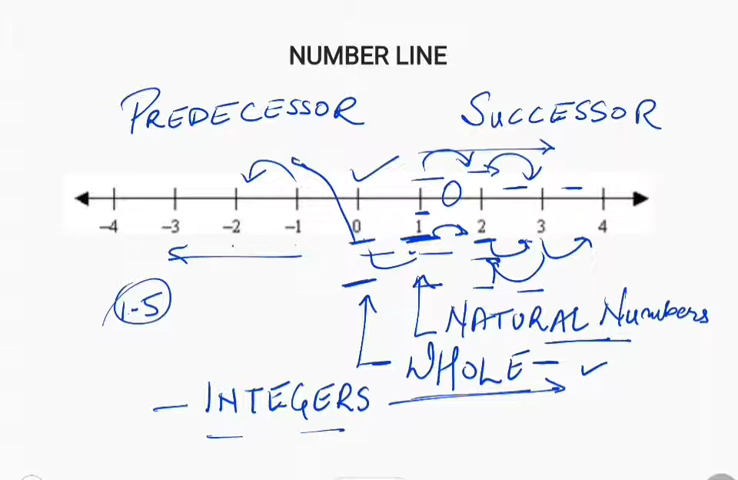 NUMBER LINE
PREDECESSOR SUCCESSOR
0
-4 -3 -2 -1 0 1 2 3 4
1-5
NATURAL Numbers
WHOLE -
- INTEGERS